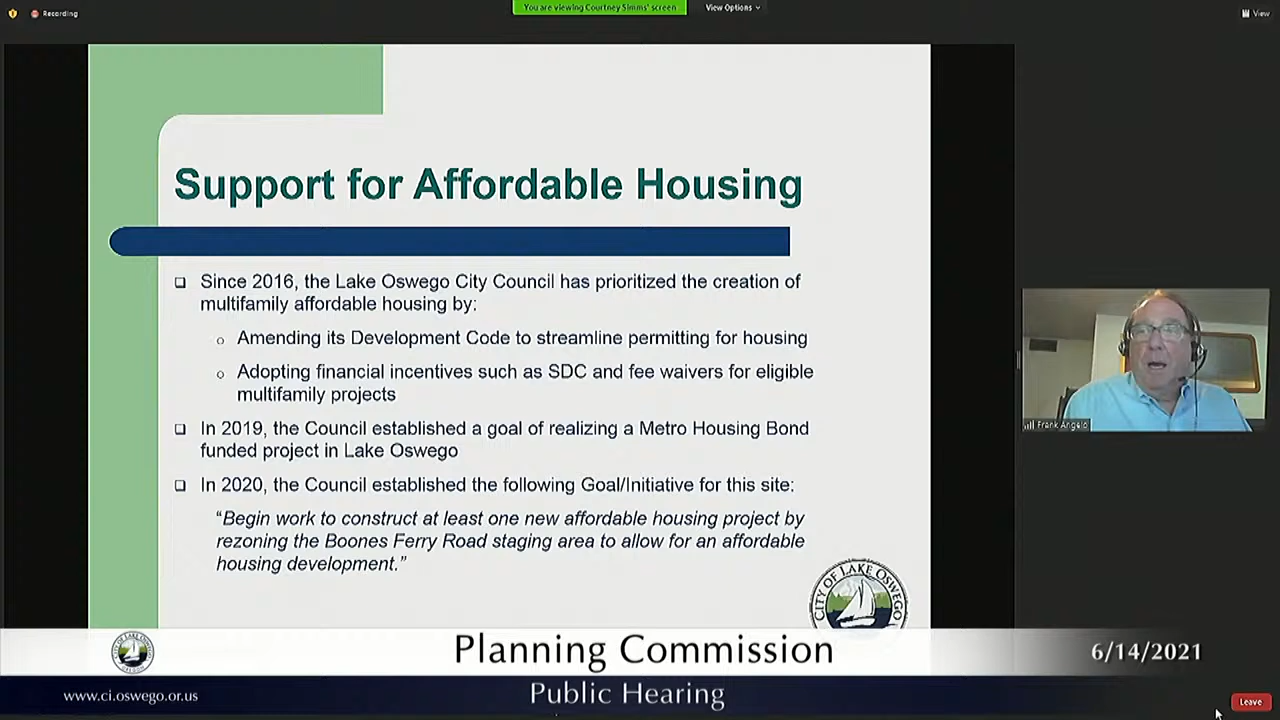 Recording
You are viewing Courtney Simms' screen
View Options
View
Support for Affordable Housing
Since 2016, the Lake Oswego City Council has prioritized the creation of
multifamily affordable housing by:
Amending its Development Code to streamline permitting for housing
Adopting financial incentives such as SDC and fee waivers for eligible
multifamily projects
In 2019, the Council established a goal of realizing a Metro Housing Bond
funded project in Lake Oswego
In 2020, the Council established the following Goal/Initiative for this site:
"Begin work to construct at least one new affordable housing project by
rezoning the Boones Ferry Road staging area to allow for an affordable
housing development."
Frank Angelo
CITY OF LAKE OSWEGO
Planning Commission
6/14/2021
www.ci.oswego.or.us
Public Hearing
Leave